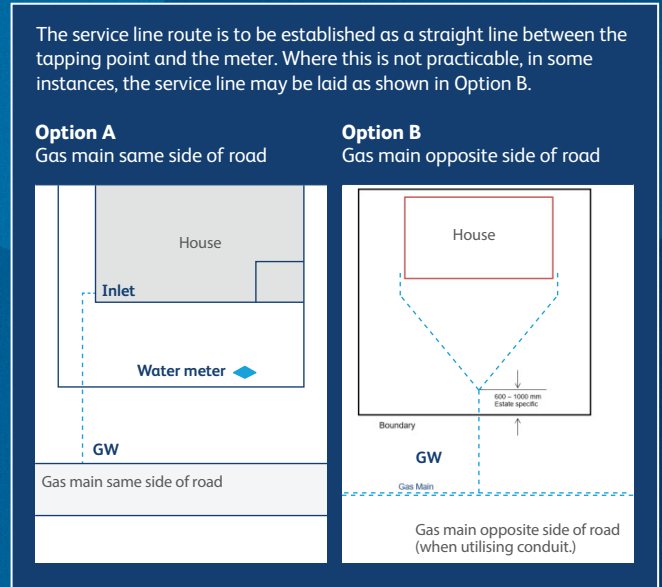 The service line route is to be established as a straight line between the
tapping point and the meter. Where this is not practicable, in some
instances, the service line may be laid as shown in Option B.
Option A
Gas main same side of road
House
Inlet
Water meter
GW
Gas main same side of road
Option B
Gas main opposite side of road
House
600 – 1000 mm
Estate specific
Boundary
GW
Gas Main
Gas main opposite side of road
(when utilising conduit.)